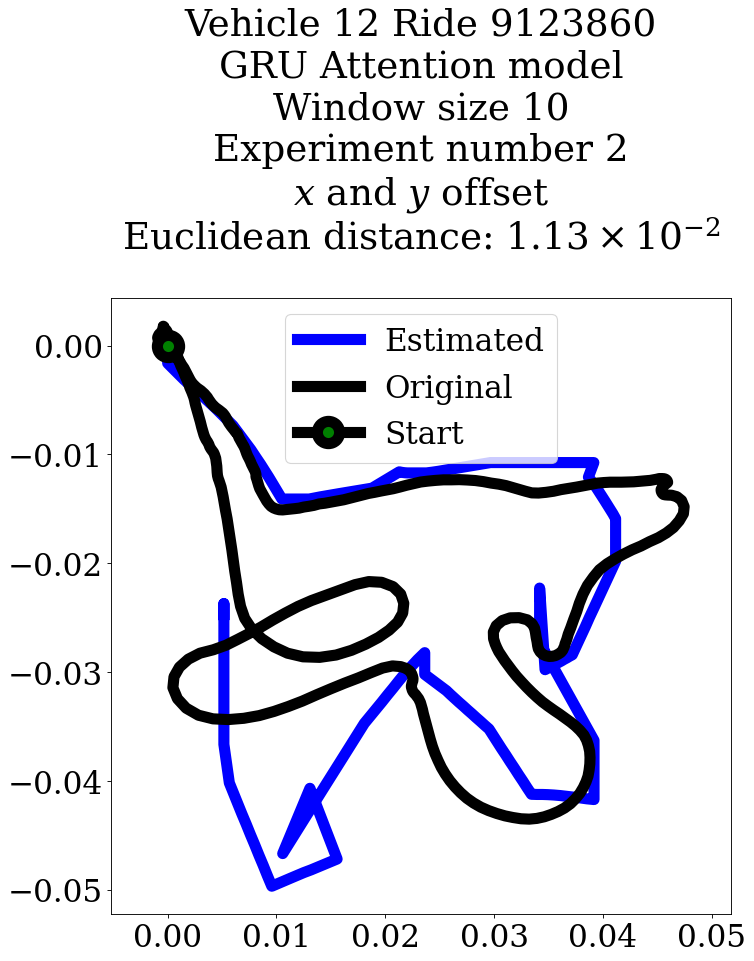 Vehicle 12 Ride 9123860
GRU Attention model
Window size 10
Experiment number 2
x and y offset
Euclidean distance: 1.13 × 10⁻²
Estimated
Original
Start
0.00
−0.01
−0.02
−0.03
−0.04
−0.05
0.00 0.01 0.02 0.03 0.04 0.05